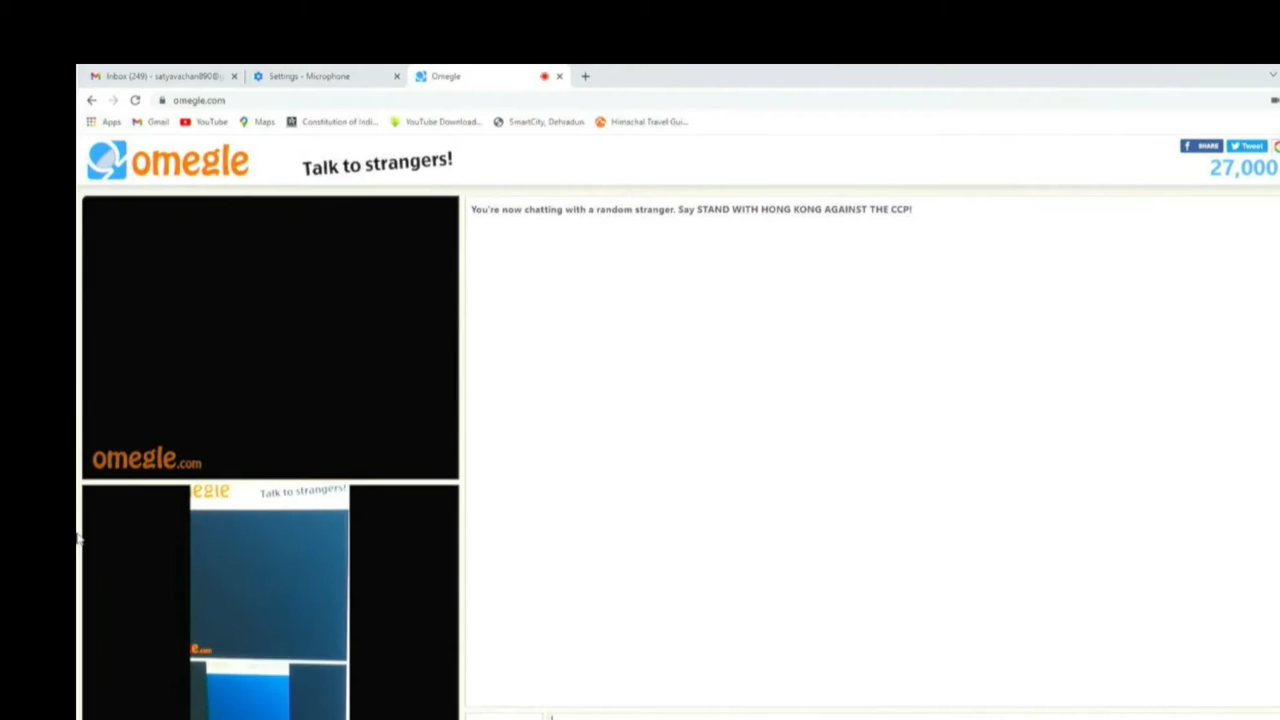 Inbox (249) - satyavachan890@g
Settings - Microphone
Omegle
omegle.com
Apps
Gmail
YouTube
Maps
Constitution of Indi...
YouTube Download...
SmartCity, Dehradun
Himachal Travel Gui...
omegle
Talk to strangers!
SHARE
Tweet
27,000
You're now chatting with a random stranger. Say STAND WITH HONG KONG AGAINST THE CCP!
omegle.com
egle
Talk to strangers!
e.com